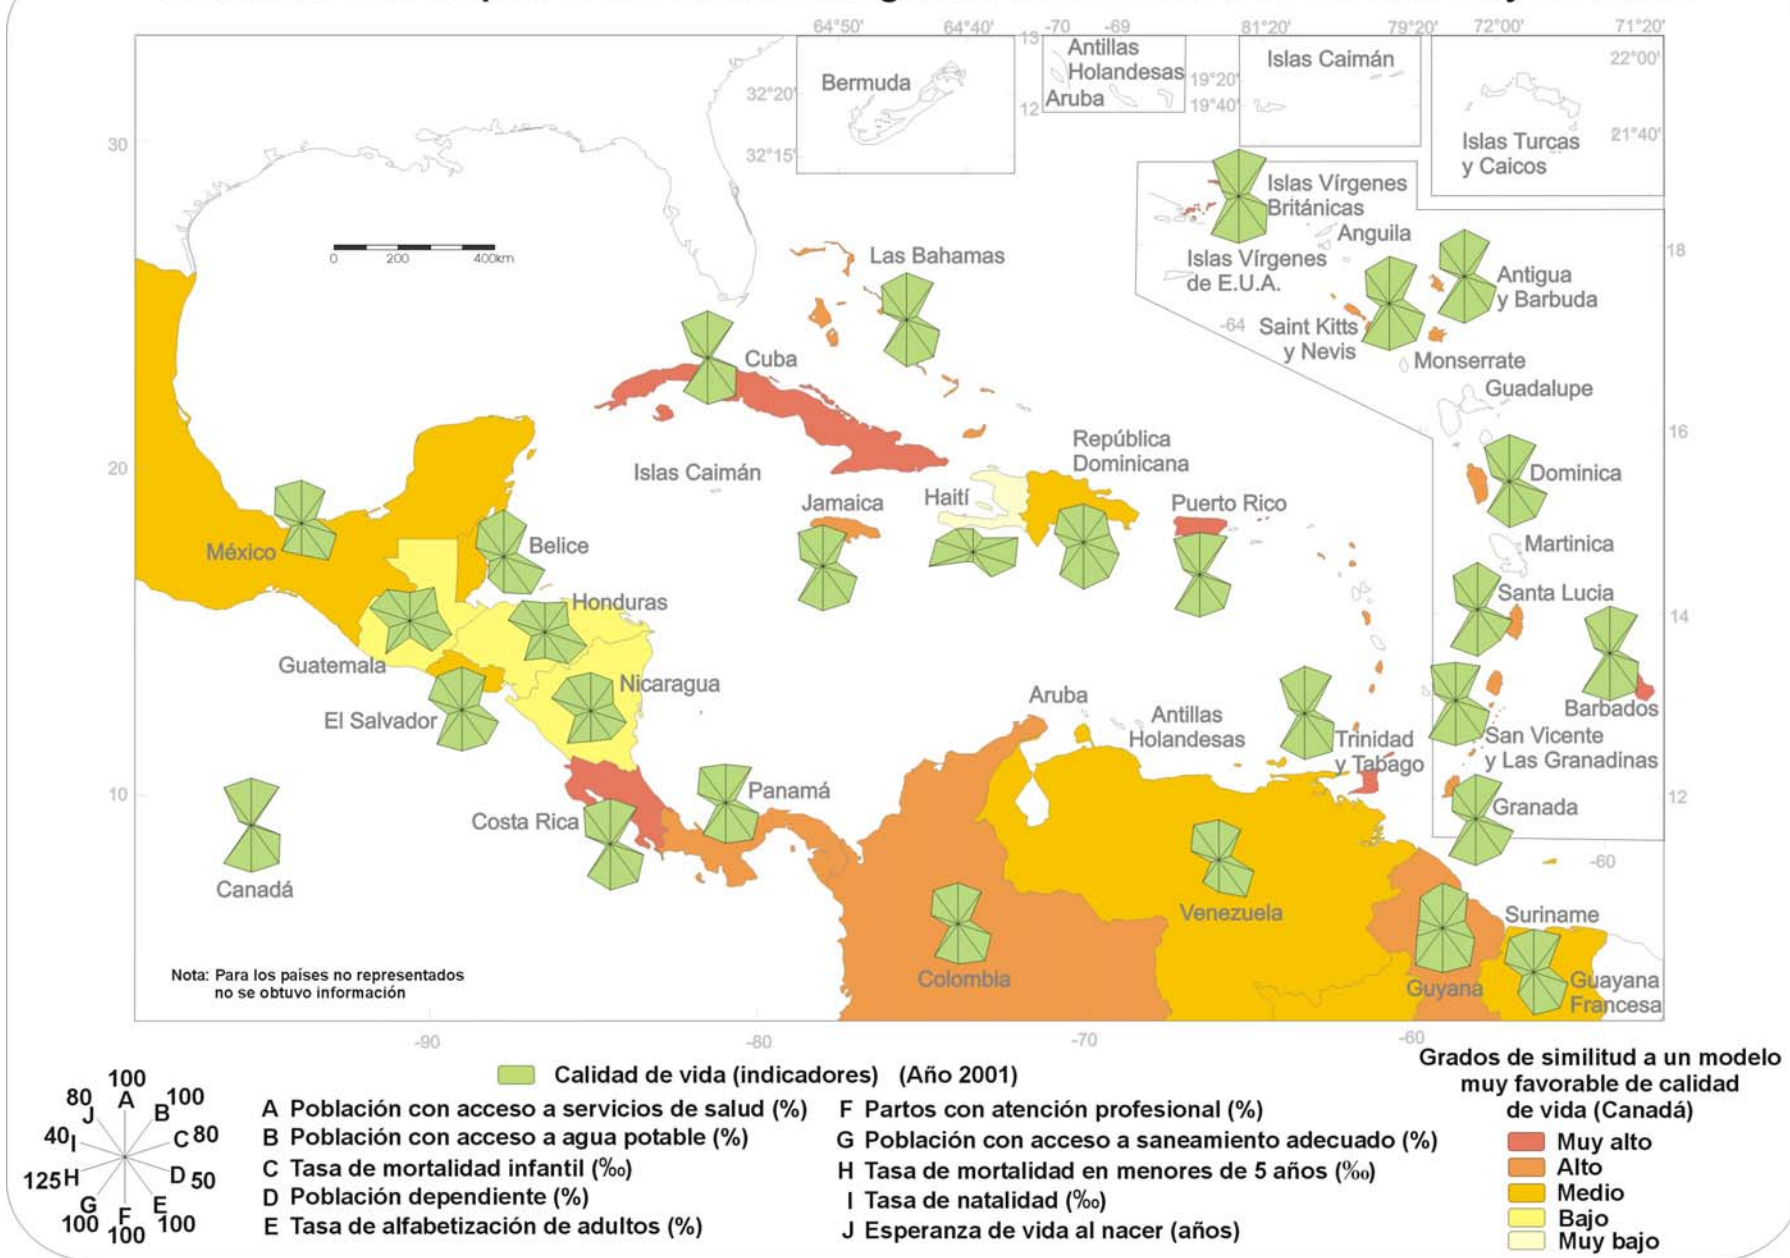 64°50'
64°40'
-70
-69
81°20'
79°20'
72°00'
71°20'
13
12
Bermuda
32°20'
32°15'
Antillas
Holandesas
Aruba
Islas Caimán
19°20'
19°40'
22°00'
21°40'
Islas Turcas
y Caicos
30
20
10
0 200 400km
Islas Vírgenes
Británicas
Anguila
18
Islas Vírgenes
de E.U.A.
Antigua
y Barbuda
-64
Saint Kitts
y Nevis
Monserrate
Guadalupe
16
Las Bahamas
Cuba
República
Dominicana
Islas Caimán
Jamaica
Haití
Puerto Rico
Dominica
Martinica
México
Belice
Honduras
Santa Lucia
14
Guatemala
Nicaragua
El Salvador
Aruba
Antillas
Holandesas
Trinidad
y Tabago
Barbados
San Vicente
y Las Granadinas
Granada
12
-60
Costa Rica
Panamá
Canadá
Venezuela
Colombia
Suriname
Guyana
Guayana
Francesa
Nota: Para los países no representados
no se obtuvo información
-90
-80
-70
-60
100
80 A 100
J B
40 I C 80
125 H D 50
G E
100 F 100
100
Calidad de vida (indicadores) (Año 2001)
A Población con acceso a servicios de salud (%)
B Población con acceso a agua potable (%)
C Tasa de mortalidad infantil (‰)
D Población dependiente (%)
E Tasa de alfabetización de adultos (%)
F Partos con atención profesional (%)
G Población con acceso a saneamiento adecuado (%)
H Tasa de mortalidad en menores de 5 años (‰)
I Tasa de natalidad (‰)
J Esperanza de vida al nacer (años)
Grados de similitud a un modelo
muy favorable de calidad
de vida (Canadá)
Muy alto
Alto
Medio
Bajo
Muy bajo